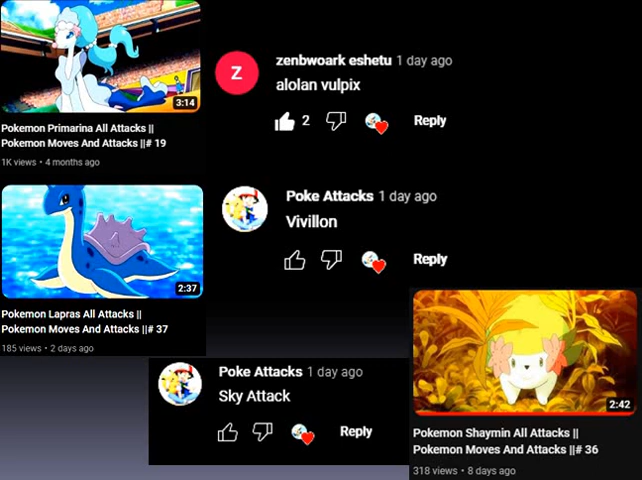 3:14
Pokemon Primarina All Attacks ||
Pokemon Moves And Attacks ||# 19
1K views • 4 months ago
Z
zenbwoark eshetu 1 day ago
alolan vulpix
2
Reply
Poke Attacks 1 day ago
Vivillon
Reply
2:37
Pokemon Lapras All Attacks ||
Pokemon Moves And Attacks ||# 37
185 views • 2 days ago
Poke Attacks 1 day ago
Sky Attack
Reply
2:42
Pokemon Shaymin All Attacks ||
Pokemon Moves And Attacks ||# 36
318 views • 8 days ago